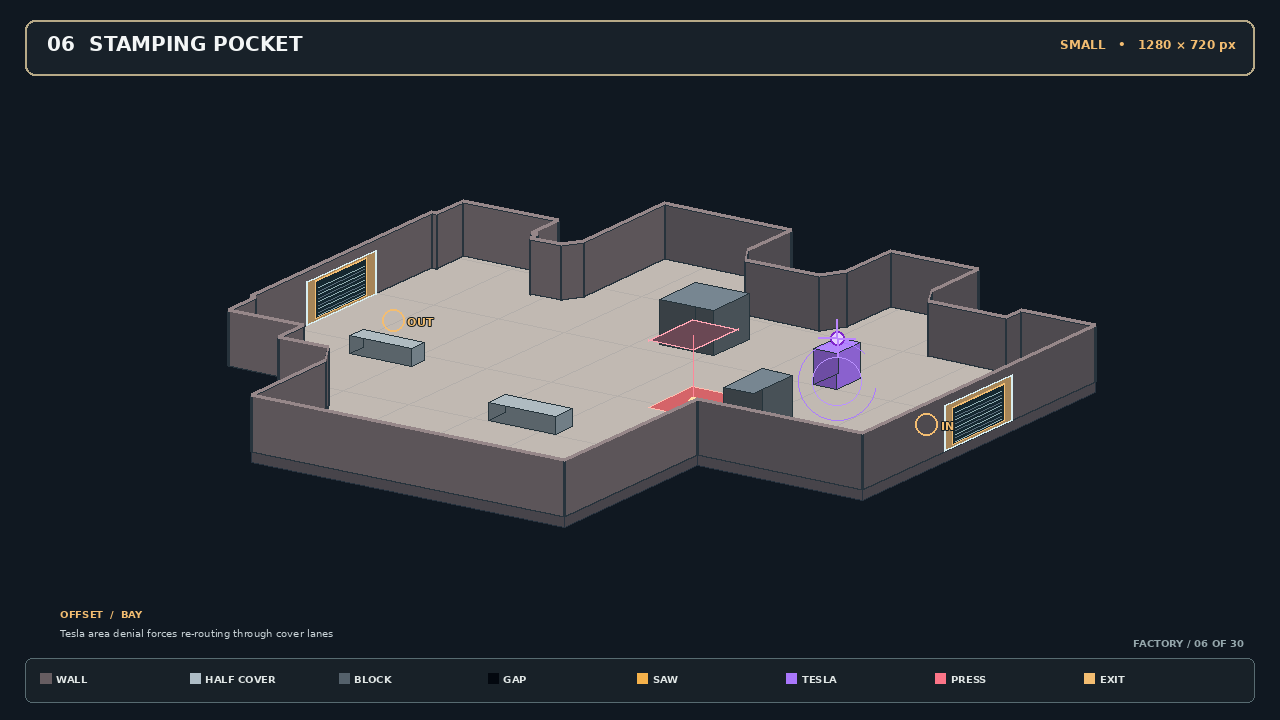 06 STAMPING POCKET
SMALL • 1280 × 720 px
OUT
IN
OFFSET / BAY
Tesla area denial forces re-routing through cover lanes
FACTORY / 06 OF 30
WALL
HALF COVER
BLOCK
GAP
SAW
TESLA
PRESS
EXIT